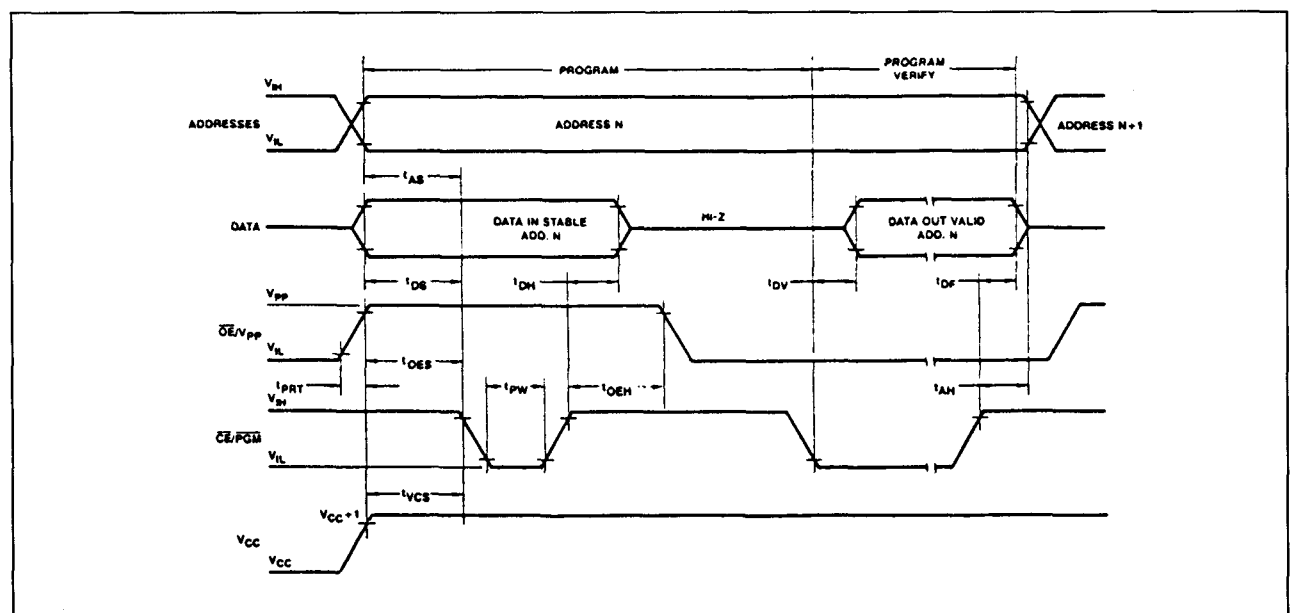 PROGRAM
PROGRAM
VERIFY
VIH
ADDRESSES
VIL
ADDRESS N
ADDRESS N+1
tAS
DATA
DATA IN STABLE
ADD. N
HI-Z
DATA OUT VALID
ADD. N
tDS
tDH
tDV
tDF
VPP
OE/VPP
VIL
tOES
tPRT
tPW
tOEH
tAH
VIH
CE/PGM
VIL
tVCS
VCC+1
VCC
VCC